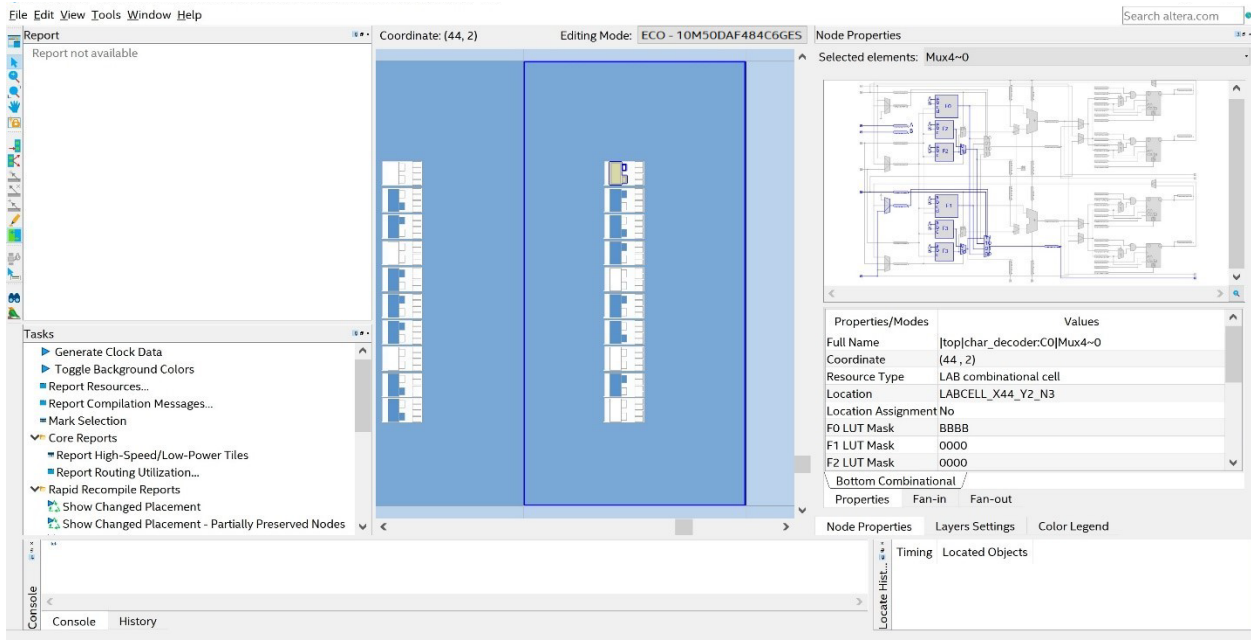 File Edit View Tools Window Help
Search altera.com
Report
Report not available
Coordinate: (44, 2)
Editing Mode: ECO - 10M50DAF484C6GES
Node Properties
Selected elements: Mux4~0
Tasks
Generate Clock Data
Toggle Background Colors
Report Resources...
Report Compilation Messages...
Mark Selection
Core Reports
Report High-Speed/Low-Power Tiles
Report Routing Utilization...
Rapid Recompile Reports
Show Changed Placement
Show Changed Placement - Partially Preserved Nodes
Properties/Modes Values
Full Name |top|char_decoder:C0|Mux4~0
Coordinate (44 , 2)
Resource Type LAB combinational cell
Location LABCELL_X44_Y2_N3
Location Assignment No
F0 LUT Mask BBBB
F1 LUT Mask 0000
F2 LUT Mask 0000
Bottom Combinational
Properties Fan-in Fan-out
Node Properties Layers Settings Color Legend
Console
Console History
Locate Hist...
Timing Located Objects